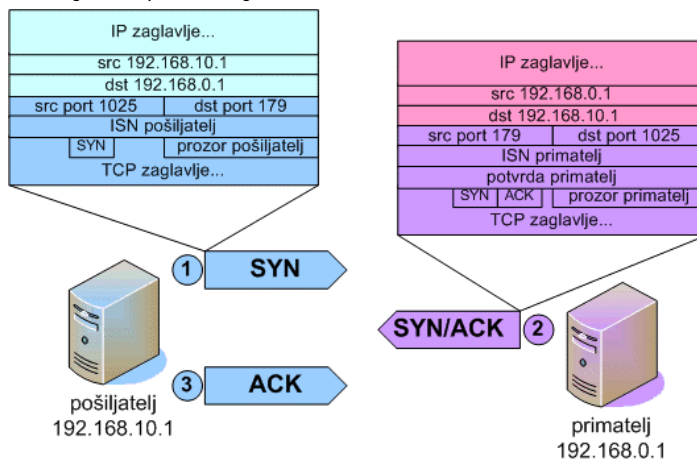 IP zaglavlje...
src 192.168.10.1
dst 192.168.0.1
src port 1025 dst port 179
ISN pošiljatelj
SYN prozor pošiljatelj
TCP zaglavlje...
IP zaglavlje...
src 192.168.0.1
dst 192.168.10.1
src port 179 dst port 1025
ISN primatelj
potvrda primatelj
SYN ACK prozor primatelj
TCP zaglavlje...
1 SYN
SYN/ACK 2
3 ACK
pošiljatelj
192.168.10.1
primatelj
192.168.0.1